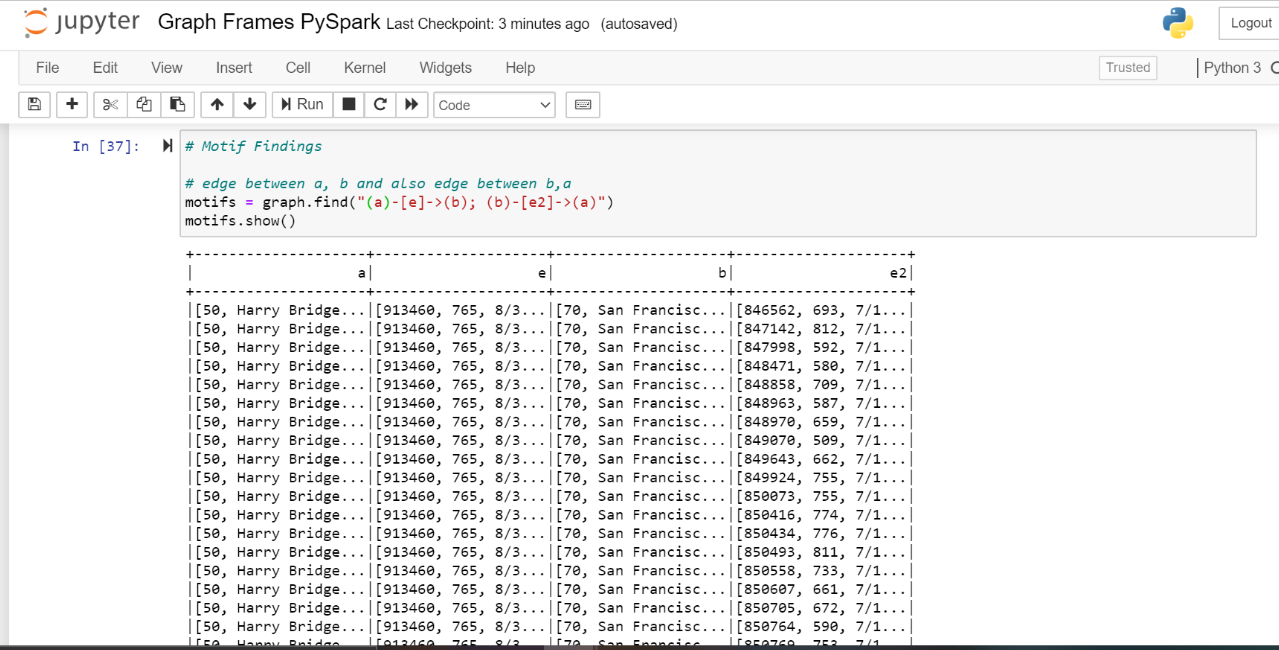 jupyter Graph Frames PySpark Last Checkpoint: 3 minutes ago (autosaved) Logout
File Edit View Insert Cell Kernel Widgets Help Trusted Python 3
Run Code
In [37]: # Motif Findings
# edge between a, b and also edge between b,a
motifs = graph.find("(a)-[e]->(b); (b)-[e2]->(a)")
motifs.show()
+--------------------+--------------------+--------------------+--------------------+
|                   a|                   e|                   b|                  e2|
+--------------------+--------------------+--------------------+--------------------+
|[50, Harry Bridge...|[913460, 765, 8/3...|[70, San Francisc...|[846562, 693, 7/1...|
|[50, Harry Bridge...|[913460, 765, 8/3...|[70, San Francisc...|[847142, 812, 7/1...|
|[50, Harry Bridge...|[913460, 765, 8/3...|[70, San Francisc...|[847998, 592, 7/1...|
|[50, Harry Bridge...|[913460, 765, 8/3...|[70, San Francisc...|[848471, 580, 7/1...|
|[50, Harry Bridge...|[913460, 765, 8/3...|[70, San Francisc...|[848858, 709, 7/1...|
|[50, Harry Bridge...|[913460, 765, 8/3...|[70, San Francisc...|[848963, 587, 7/1...|
|[50, Harry Bridge...|[913460, 765, 8/3...|[70, San Francisc...|[848970, 659, 7/1...|
|[50, Harry Bridge...|[913460, 765, 8/3...|[70, San Francisc...|[849070, 509, 7/1...|
|[50, Harry Bridge...|[913460, 765, 8/3...|[70, San Francisc...|[849643, 662, 7/1...|
|[50, Harry Bridge...|[913460, 765, 8/3...|[70, San Francisc...|[849924, 755, 7/1...|
|[50, Harry Bridge...|[913460, 765, 8/3...|[70, San Francisc...|[850073, 755, 7/1...|
|[50, Harry Bridge...|[913460, 765, 8/3...|[70, San Francisc...|[850416, 774, 7/1...|
|[50, Harry Bridge...|[913460, 765, 8/3...|[70, San Francisc...|[850434, 776, 7/1...|
|[50, Harry Bridge...|[913460, 765, 8/3...|[70, San Francisc...|[850493, 811, 7/1...|
|[50, Harry Bridge...|[913460, 765, 8/3...|[70, San Francisc...|[850558, 733, 7/1...|
|[50, Harry Bridge...|[913460, 765, 8/3...|[70, San Francisc...|[850607, 661, 7/1...|
|[50, Harry Bridge...|[913460, 765, 8/3...|[70, San Francisc...|[850705, 672, 7/1...|
|[50, Harry Bridge...|[913460, 765, 8/3...|[70, San Francisc...|[850764, 590, 7/1...|